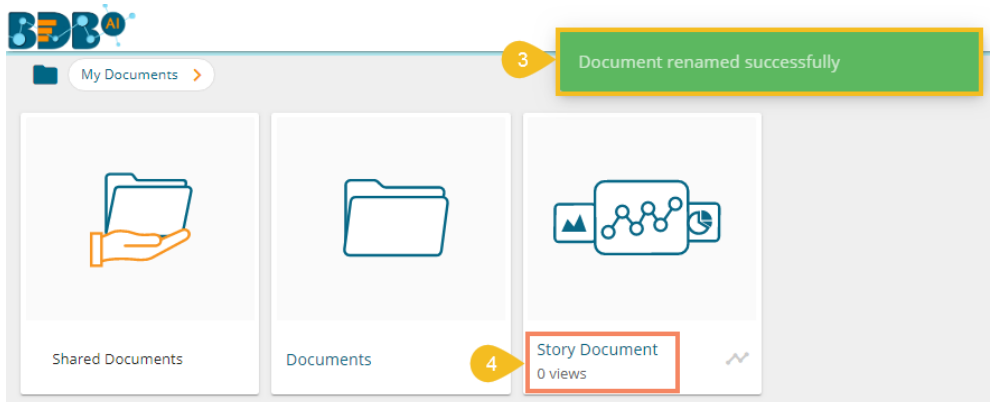 BDB AI
3 Document renamed successfully
My Documents
Shared Documents
Documents
4 Story Document
0 views